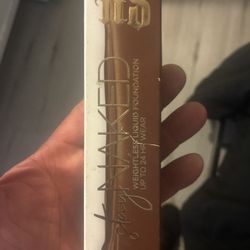 UD
stay NAKED
WEIGHTLESS LIQUID FOUNDATION
UP TO 24 HR WEAR